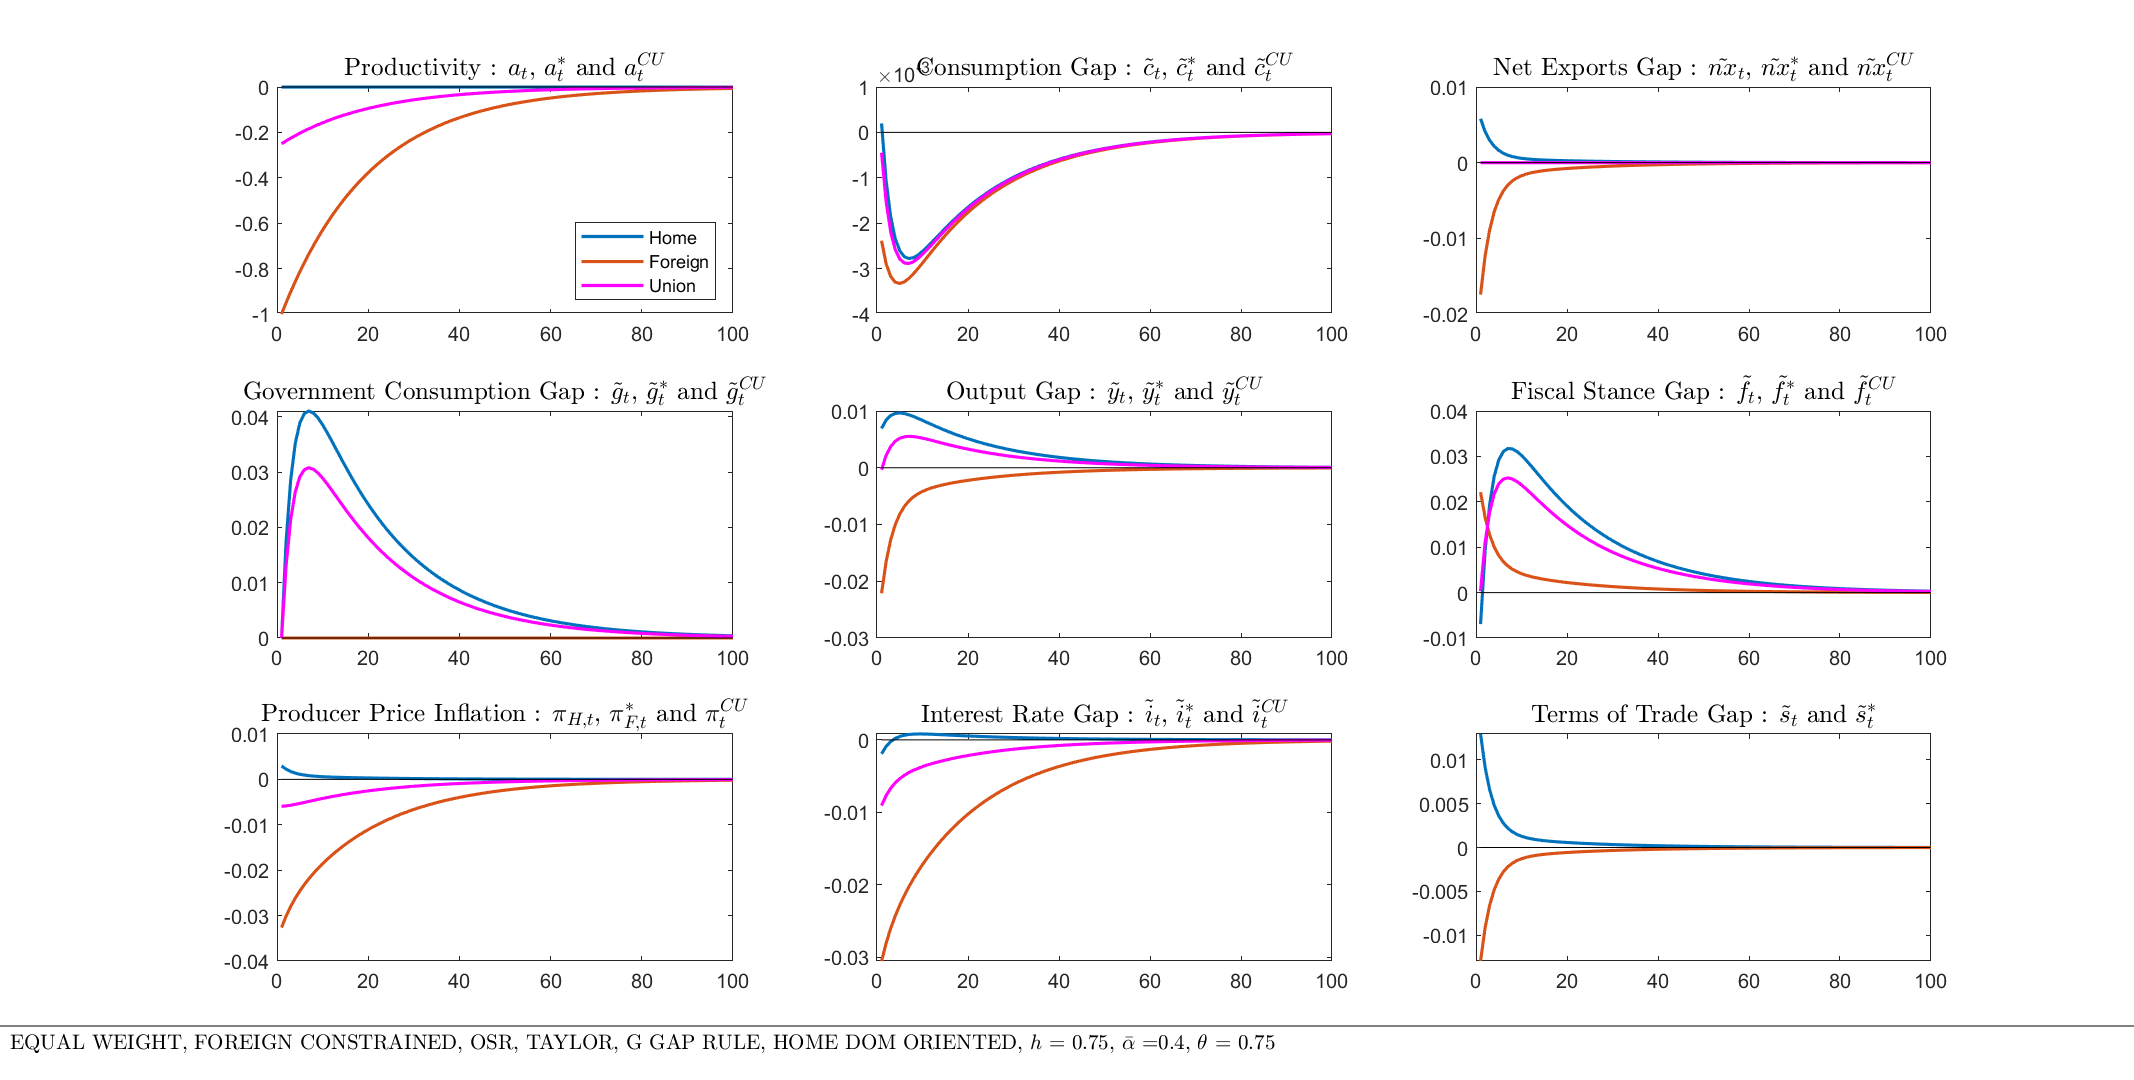 Productivity : a_t, a_t^* and a_t^{CU}
0
-0.2
-0.4
-0.6
-0.8
-1
0 20 40 60 80 100
Home
Foreign
Union
×10
Consumption Gap : c̃_t, c̃_t^* and c̃_t^{CU}
1
0
-1
-2
-3
-4
0 20 40 60 80 100
Net Exports Gap : ñx_t, ñx_t^* and ñx_t^{CU}
0.01
0
-0.01
-0.02
0 20 40 60 80 100
Government Consumption Gap : g̃_t, g̃_t^* and g̃_t^{CU}
0.04
0.03
0.02
0.01
0
0 20 40 60 80 100
Output Gap : ỹ_t, ỹ_t^* and ỹ_t^{CU}
0.01
0
-0.01
-0.02
-0.03
0 20 40 60 80 100
Fiscal Stance Gap : f̃_t, f̃_t^* and f̃_t^{CU}
0.04
0.03
0.02
0.01
0
-0.01
0 20 40 60 80 100
Producer Price Inflation : π_{H,t}, π_{F,t}^* and π_t^{CU}
0.01
0
-0.01
-0.02
-0.03
-0.04
0 20 40 60 80 100
Interest Rate Gap : ĩ_t, ĩ_t^* and ĩ_t^{CU}
0
-0.01
-0.02
-0.03
0 20 40 60 80 100
Terms of Trade Gap : s̃_t and s̃_t^*
0.01
0.005
0
-0.005
-0.01
0 20 40 60 80 100
EQUAL WEIGHT, FOREIGN CONSTRAINED, OSR, TAYLOR, G GAP RULE, HOME DOM ORIENTED, h = 0.75, ᾱ =0.4, θ = 0.75